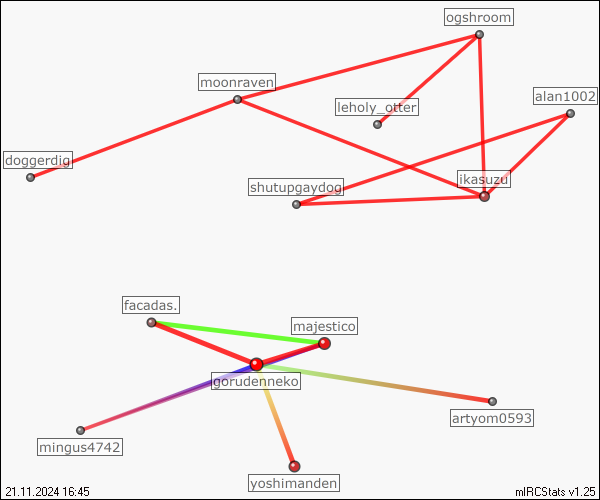 ogshroom
moonraven
alan1002
leholy_otter
doggerdig
ikasuzu
shutupgaydog
facadas.
majestico
gorudenneko
artyom0593
mingus4742
yoshimanden
21.11.2024 16:45
mIRCStats v1.25